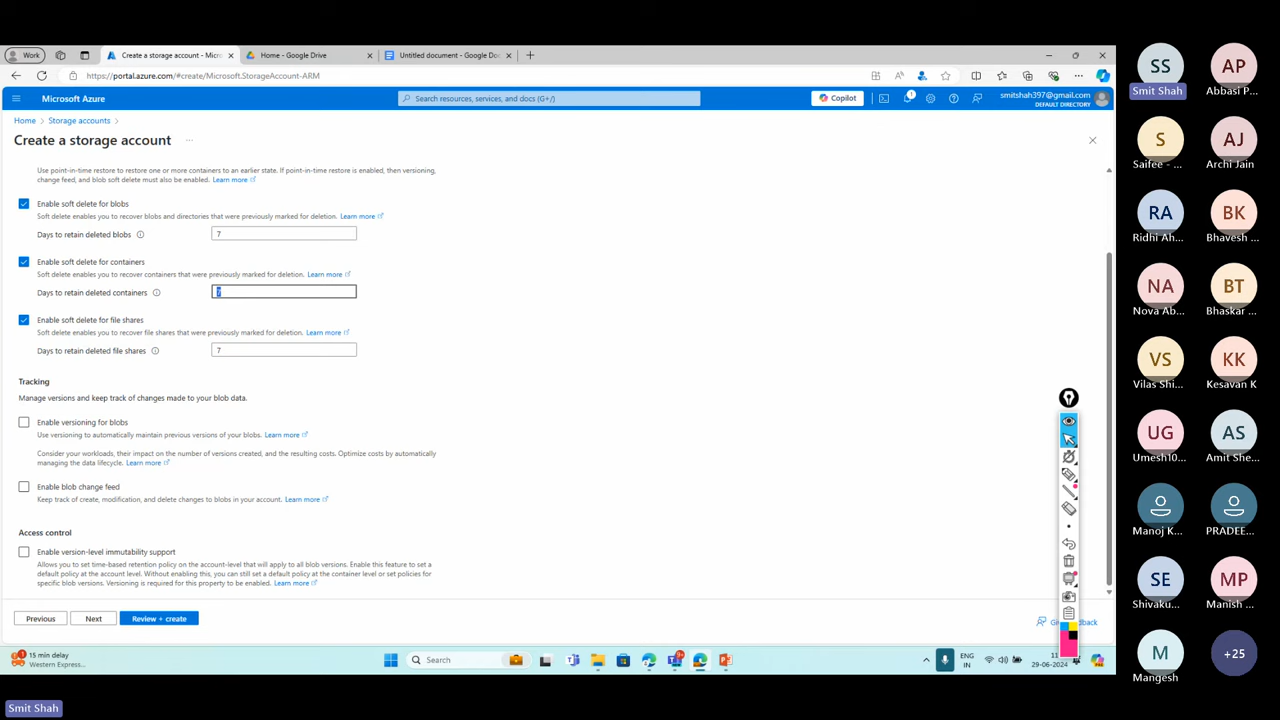 Work
Create a storage account - Micr
Home - Google Drive
Untitled document - Google Do
https://portal.azure.com/#create/Microsoft.StorageAccount-ARM
Microsoft Azure
Search resources, services, and docs (G+/)
Copilot
1
smitshah397@gmail.com
DEFAULT DIRECTORY
Home > Storage accounts >
Create a storage account ...
Use point-in-time restore to restore one or more containers to an earlier state. If point-in-time restore is enabled, then versioning,
change feed, and blob soft delete must also be enabled. Learn more
Enable soft delete for blobs
Soft delete enables you to recover blobs and directories that were previously marked for deletion. Learn more
Days to retain deleted blobs
7
Enable soft delete for containers
Soft delete enables you to recover containers that were previously marked for deletion. Learn more
Days to retain deleted containers
7
Enable soft delete for file shares
Soft delete enables you to recover file shares that were previously marked for deletion. Learn more
Days to retain deleted file shares
7
Tracking
Manage versions and keep track of changes made to your blob data.
Enable versioning for blobs
Use versioning to automatically maintain previous versions of your blobs. Learn more
Consider your workloads, their impact on the number of versions created, and the resulting costs. Optimize costs by automatically
managing the data lifecycle. Learn more
Enable blob change feed
Keep track of create, modification, and delete changes to blobs in your account. Learn more
Access control
Enable version-level immutability support
Allows you to set time-based retention policy on the account-level that will apply to all blob versions. Enable this feature to set a
default policy at the account level. Without enabling this, you can still set a default policy at the container level or set policies for
specific blob versions. Versioning is required for this property to be enabled. Learn more
Previous
Next
Review + create
15 min delay
Western Express...
Search
ENG
IN
29-06-2024
SS
Smit Shah
AP
Abbasi P...
S
Saifee - ...
AJ
Archi Jain
RA
Ridhi Ah...
BK
Bhavesh ...
NA
Nova Ab...
BT
Bhaskar ...
VS
Vilas Shi...
KK
Kesavan K
UG
Umesh10...
AS
Amit She...
Manoj K...
PRADEE...
SE
Shivaku...
MP
Manish ...
M
Mangesh
+25
Smit Shah